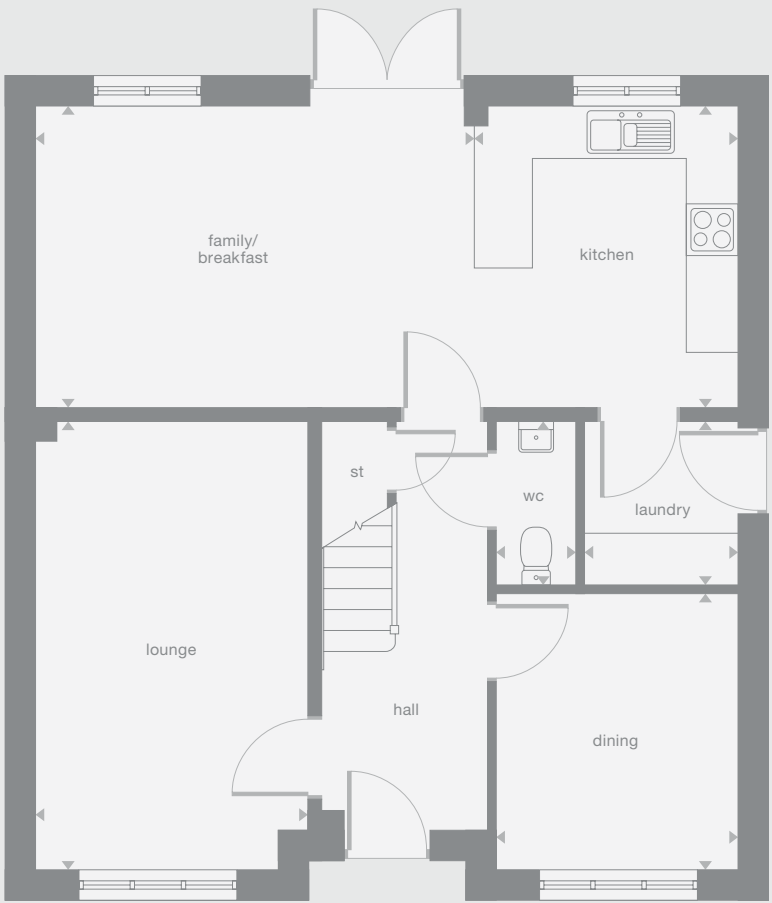 family/
breakfast
kitchen
st
wc
laundry
lounge
hall
dining